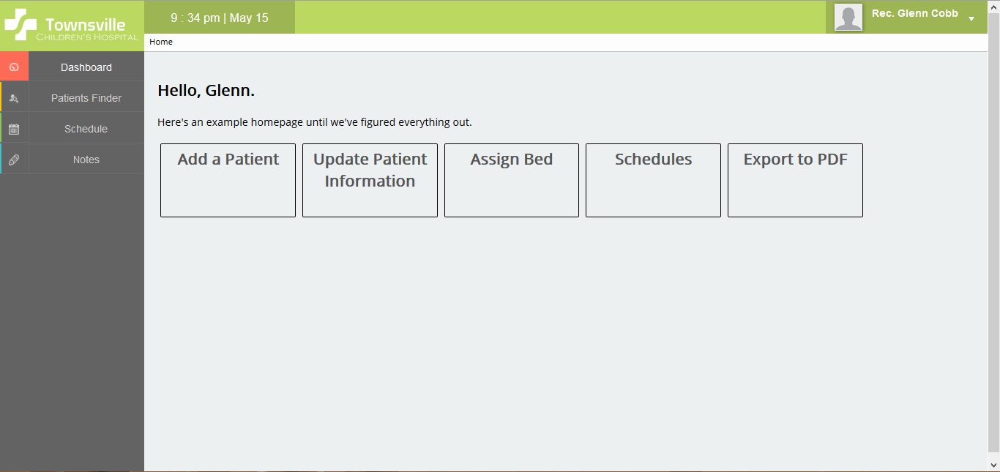 Townsville
CHILDREN'S HOSPITAL
9 : 34 pm | May 15
Rec. Glenn Cobb
Home
Dashboard
Patients Finder
Schedule
Notes
Hello, Glenn.
Here's an example homepage until we've figured everything out.
Add a Patient
Update Patient
Information
Assign Bed
Schedules
Export to PDF